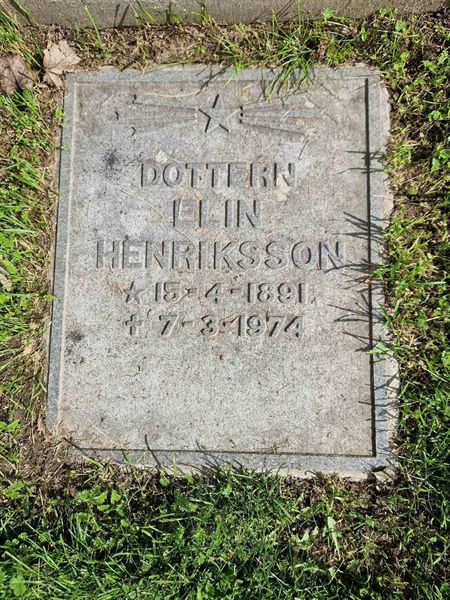 DOTTERN
ELIN
HENRIKSSON
★ 15-4-1891
† 7-3-1974